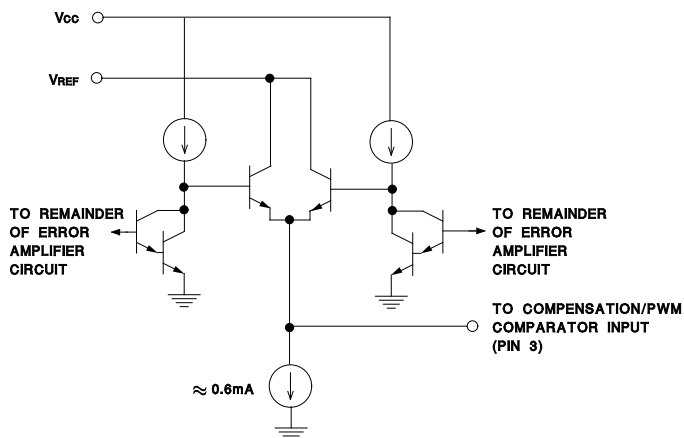 VCC
VREF
TO REMAINDER
OF ERROR
AMPLIFIER
CIRCUIT
TO REMAINDER
OF ERROR
AMPLIFIER
CIRCUIT
TO COMPENSATION/PWM
COMPARATOR INPUT
(PIN 3)
≈ 0.6mA